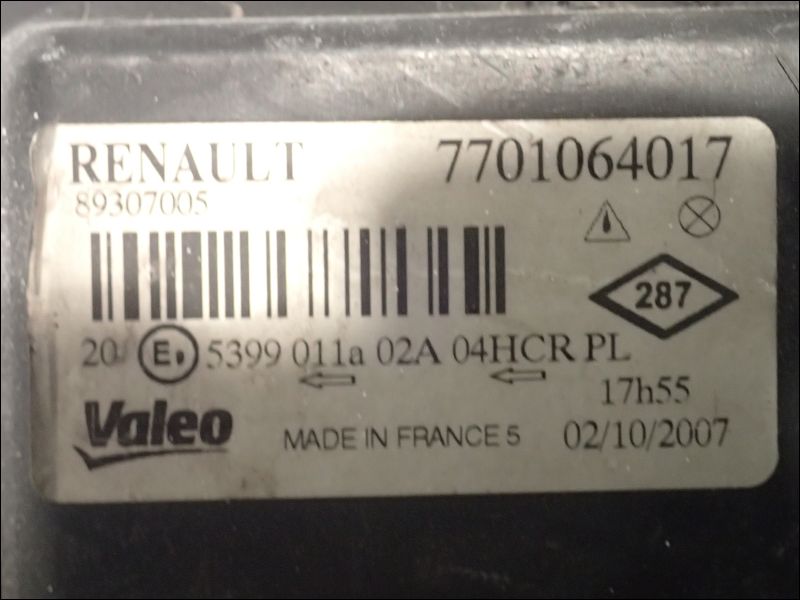 RENAULT 7701064017
89307005
287
20 E 5399 011a 02A 04HCR PL
17h55
Valeo MADE IN FRANCE 5 02/10/2007